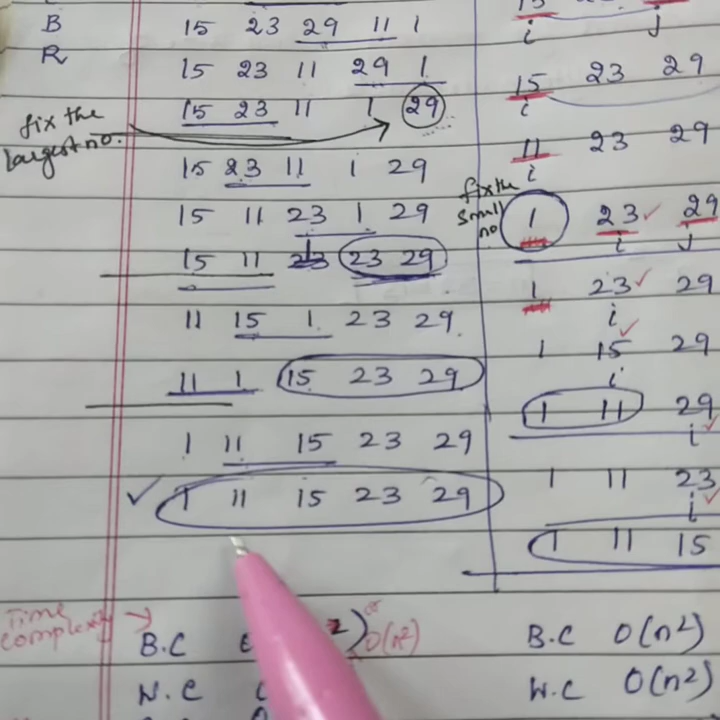 B
R
15 23 29 11 1
15 23 11 29 1
15 23 11 1 29
fix the
largest no.
15 23 11 1 29
15 11 23 1 29
15 11 1 23 29
11 15 1 23 29
11 1 15 23 29
1 11 15 23 29
1 11 15 23 29
Time
complexity →
B.C
O(n²)
W.C
15
i j
15 23 29
i
11 23 29
i
fix the
small
no
1 23 29
i j
1 23 29
i
1 15 29
i
1 11 29
i
1 11 23
i
1 11 15
B.C O(n²)
W.C O(n²)